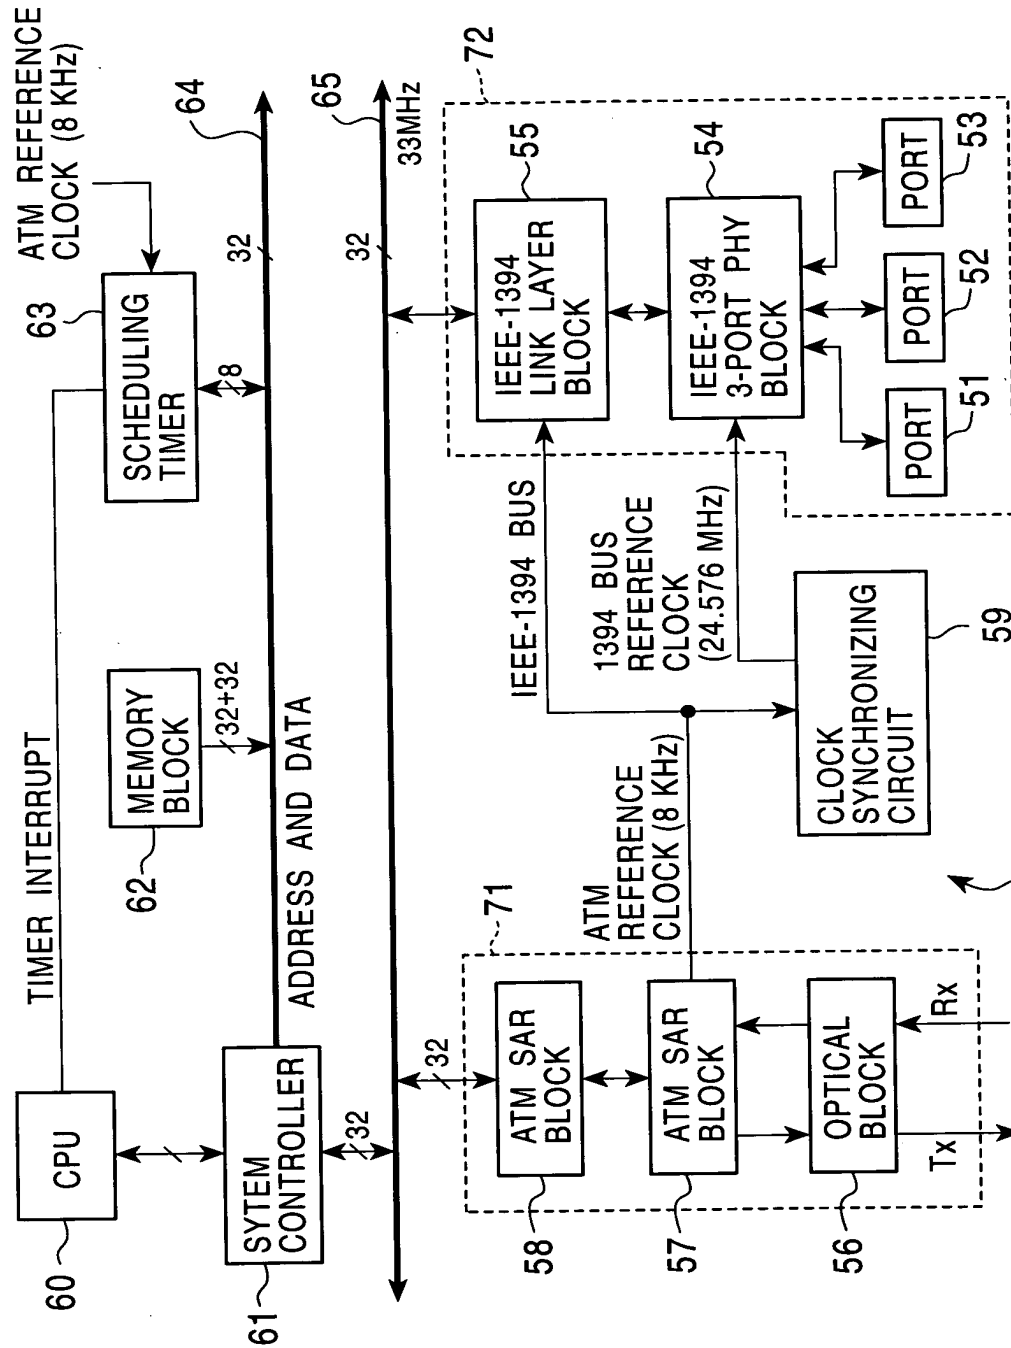 ATM REFERENCE
CLOCK (8 KHz)
TIMER INTERRUPT
60
CPU
63
SCHEDULING
TIMER
62
MEMORY
BLOCK
32+32
8
61
SYTEM
CONTROLLER
ADDRESS AND DATA
32
64
32
32
33MHz
65
71
32
58
ATM SAR
BLOCK
57
ATM SAR
BLOCK
56
OPTICAL
BLOCK
Tx
Rx
ATM
REFERENCE
CLOCK (8 KHz)
IEEE-1394 BUS
1394 BUS
REFERENCE
CLOCK
(24.576 MHz)
CLOCK
SYNCHRONIZING
CIRCUIT
59
72
IEEE-1394
LINK LAYER
BLOCK
55
IEEE-1394
3-PORT PHY
BLOCK
54
PORT
51
PORT
52
PORT
53